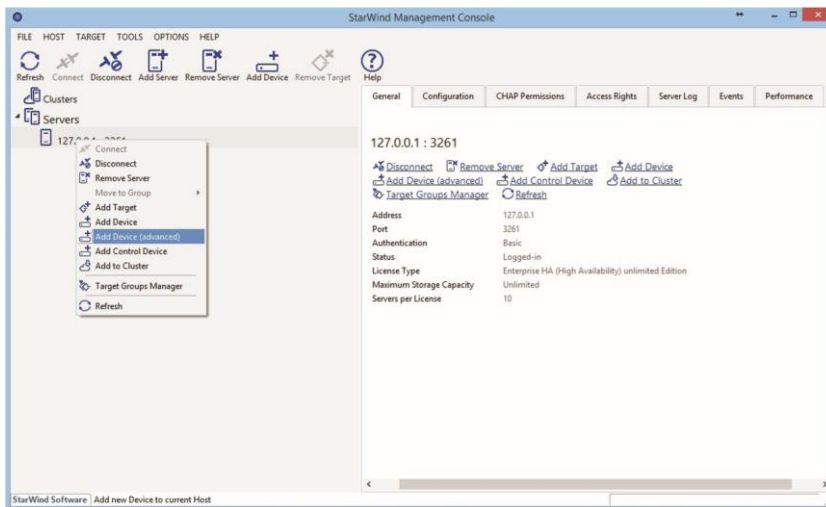 StarWind Management Console
FILE HOST TARGET TOOLS OPTIONS HELP
Refresh Connect Disconnect Add Server Remove Server Add Device Remove Target Help
Clusters
Servers
127.0.0.1 : 3261
Connect
Disconnect
Remove Server
Move to Group
Add Target
Add Device
Add Device (advanced)
Add Control Device
Add to Cluster
Target Groups Manager
Refresh
General Configuration CHAP Permissions Access Rights Server Log Events Performance
127.0.0.1 : 3261
Disconnect Remove Server Add Target Add Device
Add Device (advanced) Add Control Device Add to Cluster
Target Groups Manager Refresh
Address 127.0.0.1
Port 3261
Authentication Basic
Status Logged-in
License Type Enterprise HA (High Availability) unlimited Edition
Maximum Storage Capacity Unlimited
Servers per License 10
StarWind Software Add new Device to current Host